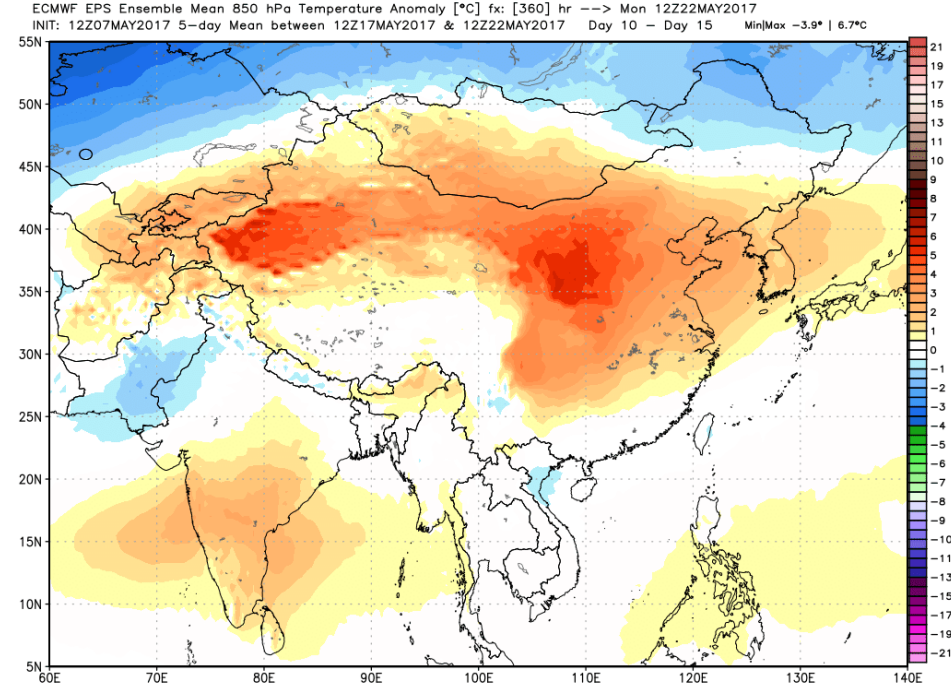 ECMWF EPS Ensemble Mean 850 hPa Temperature Anomaly [°C] fx: [360] hr --> Mon 12Z22MAY2017
INIT: 12Z07MAY2017 5-day Mean between 12Z17MAY2017 & 12Z22MAY2017 Day 10 - Day 15 Min|Max -3.9° | 6.7°C
55N
50N
45N
40N
35N
30N
25N
20N
15N
10N
5N
60E 70E 80E 90E 100E 110E 120E 130E 140E
21
19
17
15
13
11
10
9
8
7
6
5
4
3
2
1
0
-1
-2
-3
-4
-5
-6
-7
-8
-9
-10
-11
-13
-15
-17
-19
-21